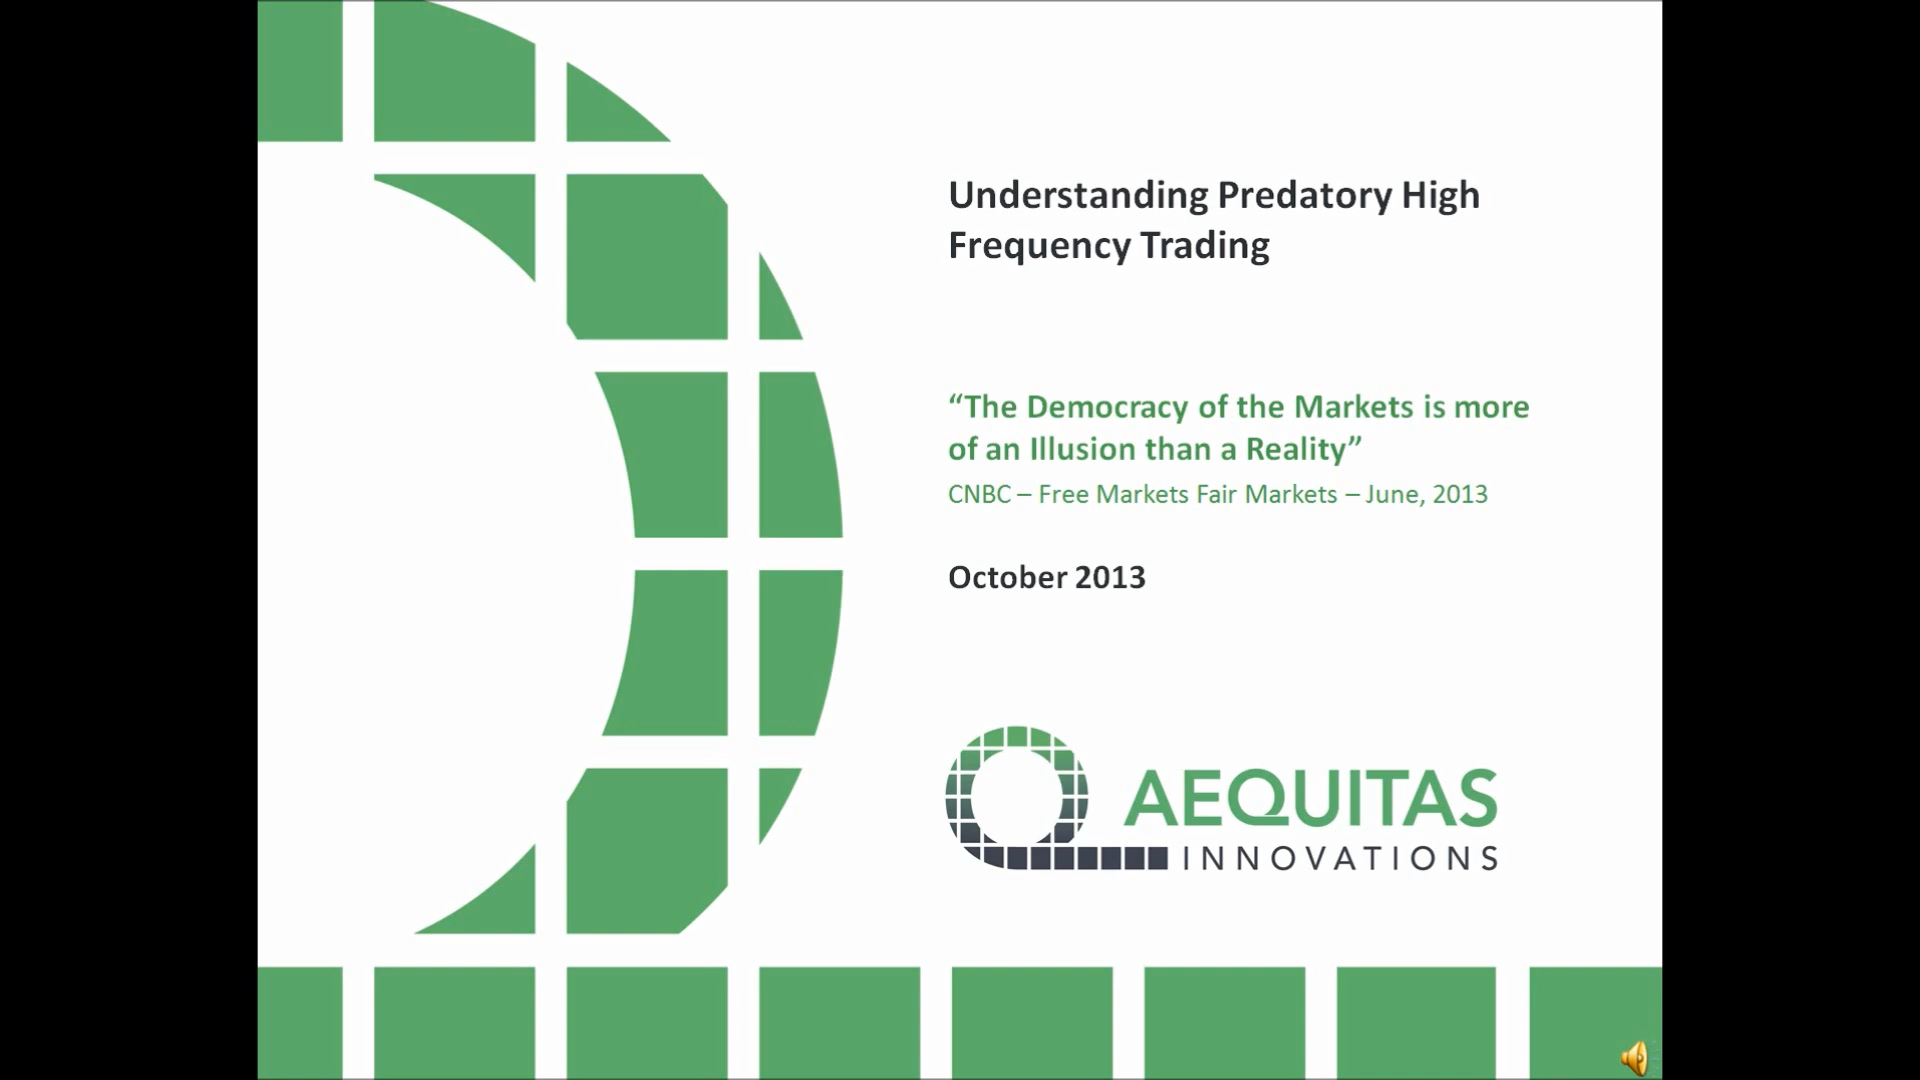 Understanding Predatory High
Frequency Trading
“The Democracy of the Markets is more
of an Illusion than a Reality”
CNBC – Free Markets Fair Markets – June, 2013
October 2013
AEQUITAS
INNOVATIONS